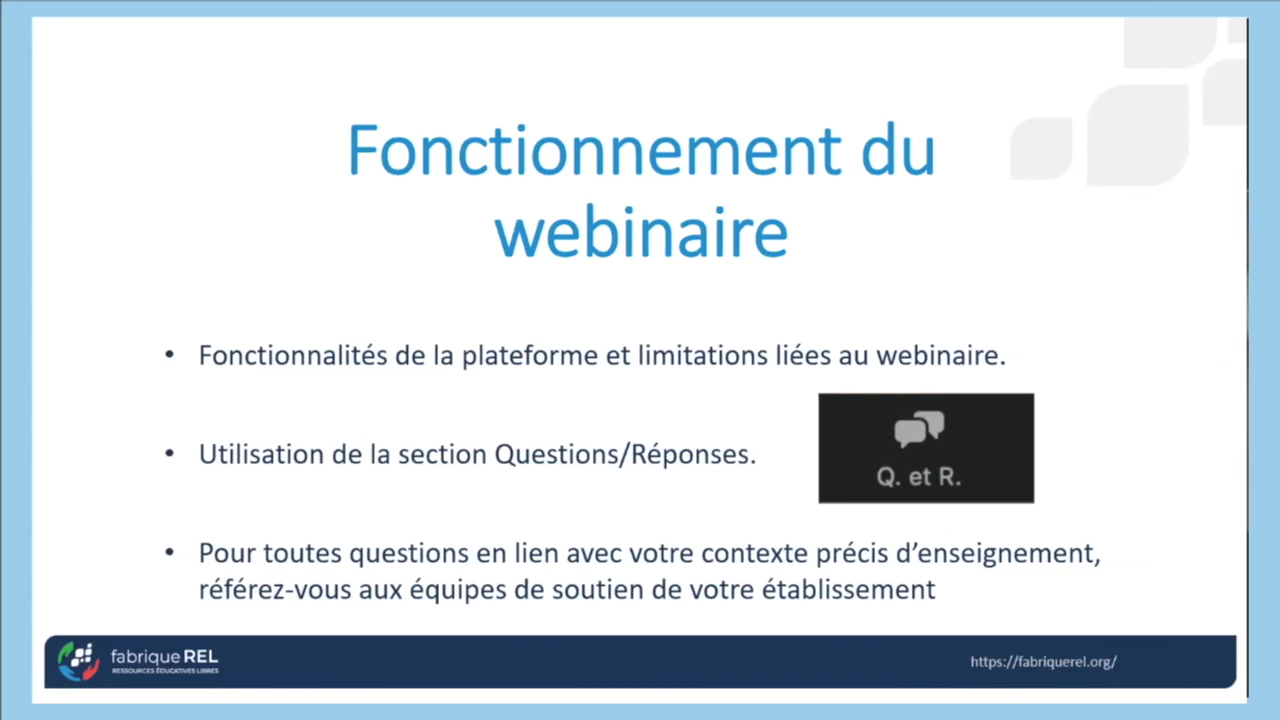 Fonctionnement du
webinaire
• Fonctionnalités de la plateforme et limitations liées au webinaire.
• Utilisation de la section Questions/Réponses.
Q. et R.
• Pour toutes questions en lien avec votre contexte précis d’enseignement,
référez-vous aux équipes de soutien de votre établissement
fabrique REL
RESSOURCES ÉDUCATIVES LIBRES
https://fabriquerel.org/